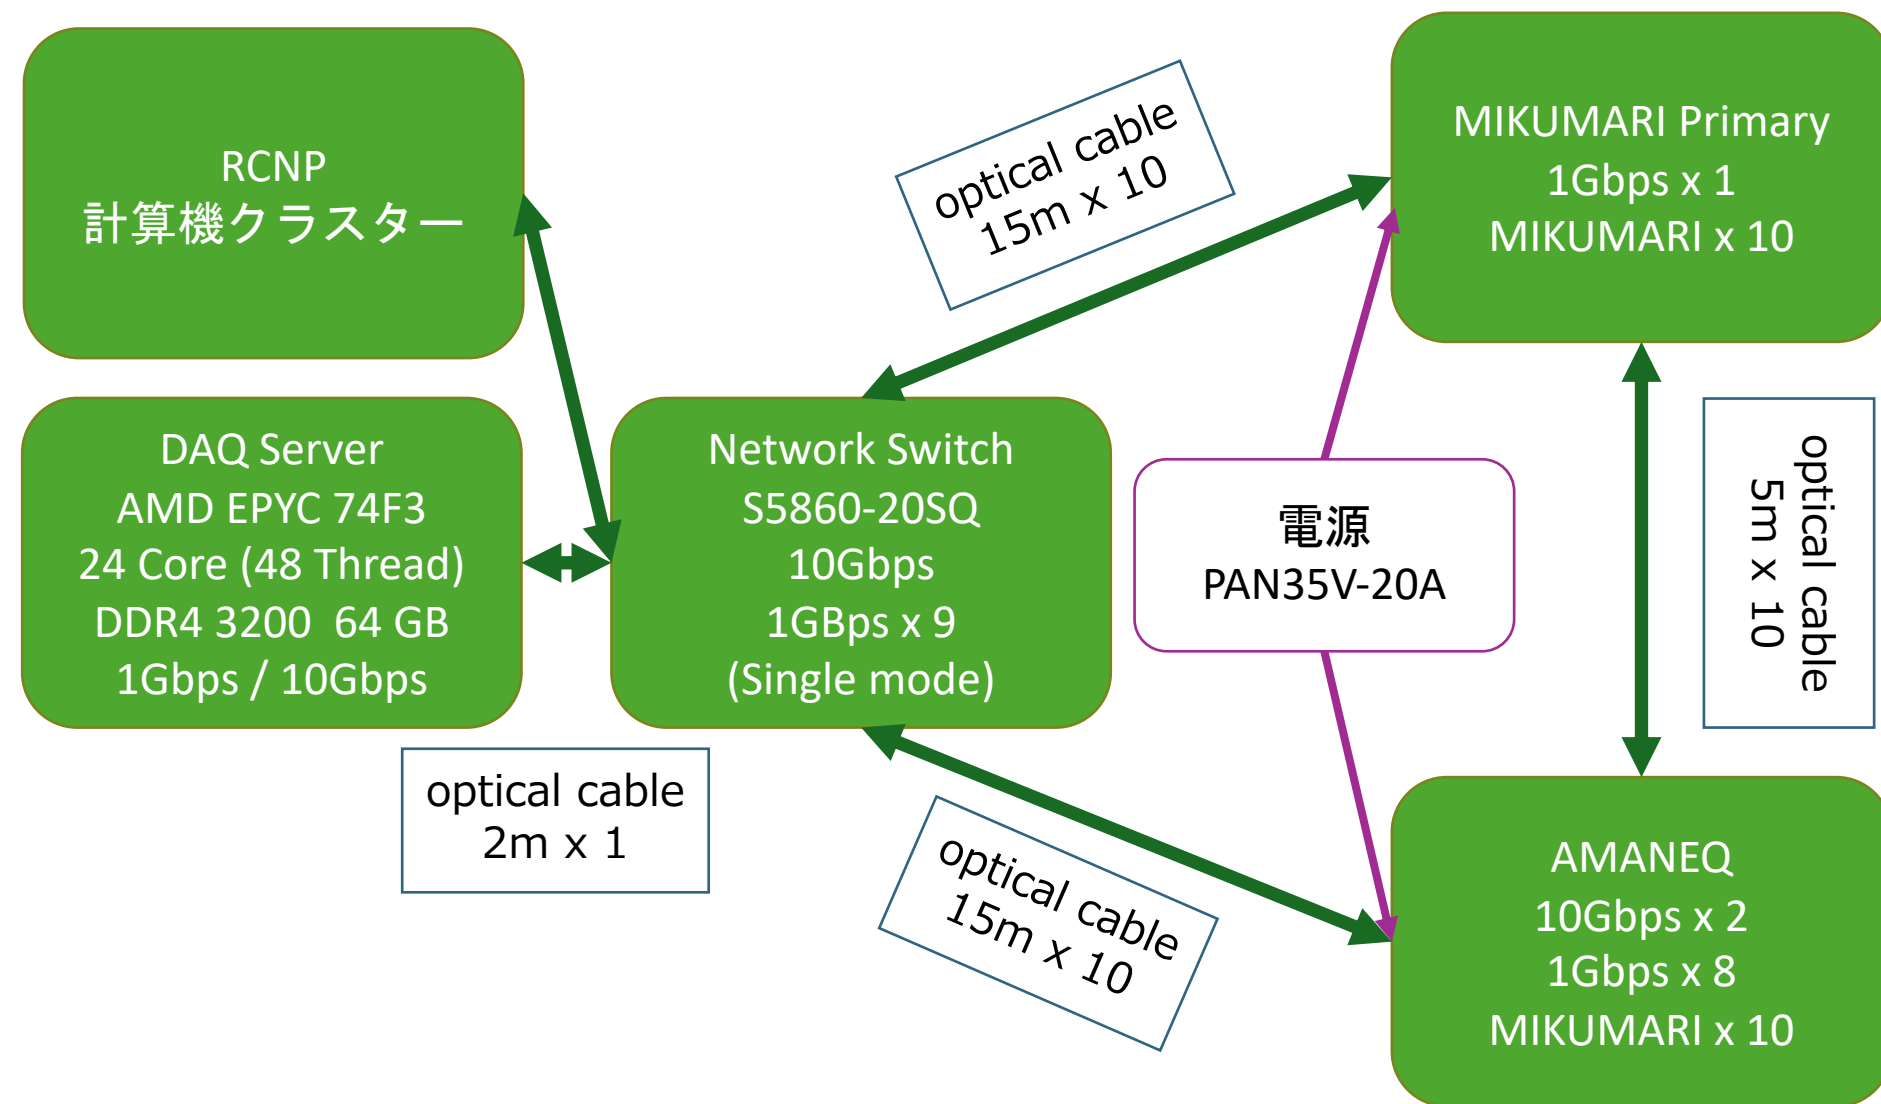 RCNP
計算機クラスター
optical cable
15m x 10
MIKUMARI Primary
1Gbps x 1
MIKUMARI x 10
DAQ Server
AMD EPYC 74F3
24 Core (48 Thread)
DDR4 3200  64 GB
1Gbps / 10Gbps
Network Switch
S5860-20SQ
10Gbps
1GBps x 9
(Single mode)
電源
PAN35V-20A
optical cable
5m x 10
optical cable
2m x 1
optical cable
15m x 10
AMANEQ
10Gbps x 2
1Gbps x 8
MIKUMARI x 10